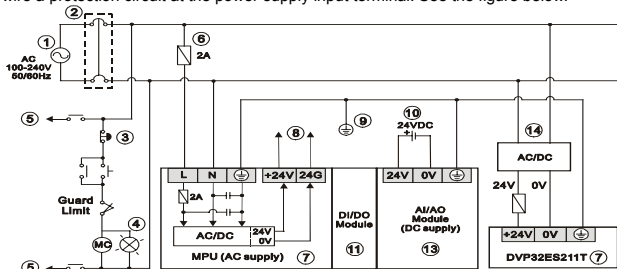 wire a protection circuit at the power supply input terminal. See the figure below.
②
①
AC
100-240V
50/60Hz
⑥
2A
⑤
③
⑧
⑨
⑩
24VDC
+
⑭
AC/DC
24V 0V
Guard
Limit
④
MC
⑤
L N +24V 24G
2A
AC/DC
24V
0V
MPU (AC supply) ⑦
DI/DO
Module
⑪
24V 0V
AI/AO
Module
(DC supply)
⑬
+24V 0V
DVP32ES211T ⑦